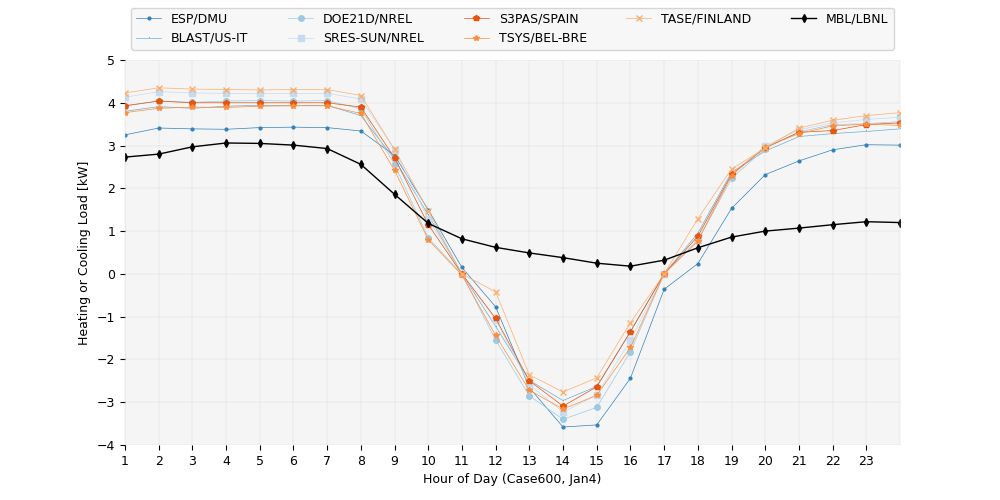 ESP/DMU DOE21D/NREL S3PAS/SPAIN TASE/FINLAND MBL/LBNL
BLAST/US-IT SRES-SUN/NREL TSYS/BEL-BRE
5
4
3
2
1
0
−1
−2
−3
−4
Heating or Cooling Load [kW]
1 2 3 4 5 6 7 8 9 10 11 12 13 14 15 16 17 18 19 20 21 22 23
Hour of Day (Case600, Jan4)